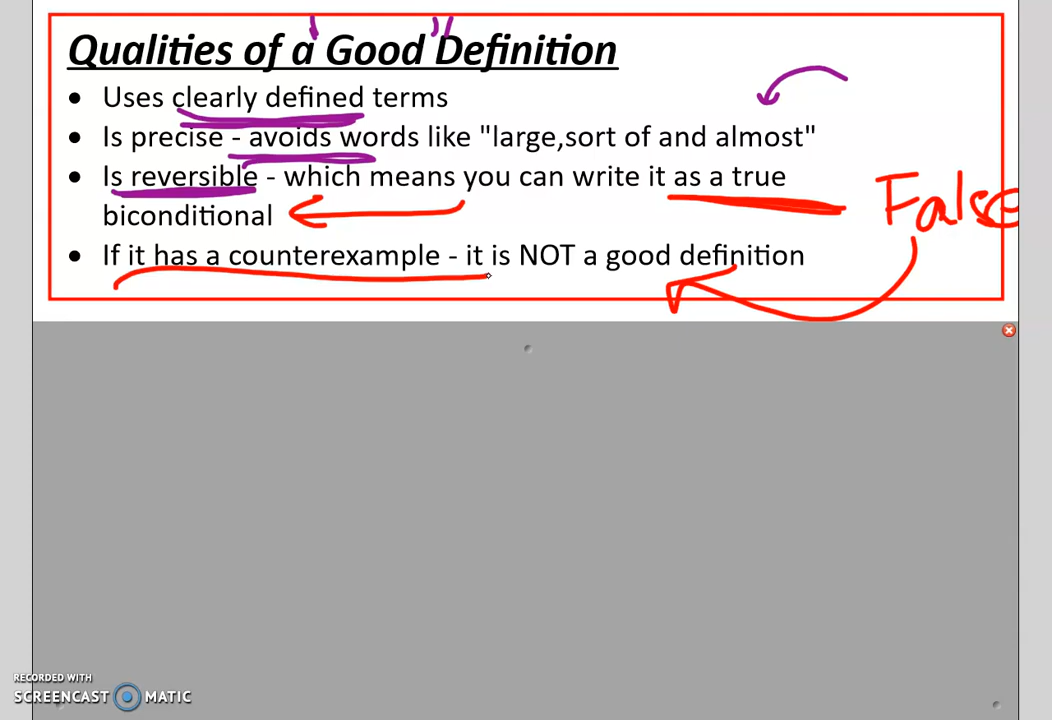 Qualities of a Good Definition
• Uses clearly defined terms
• Is precise - avoids words like "large,sort of and almost"
• Is reversible - which means you can write it as a true
biconditional
False
• If it has a counterexample - it is NOT a good definition
RECORDED WITH
SCREENCAST MATIC